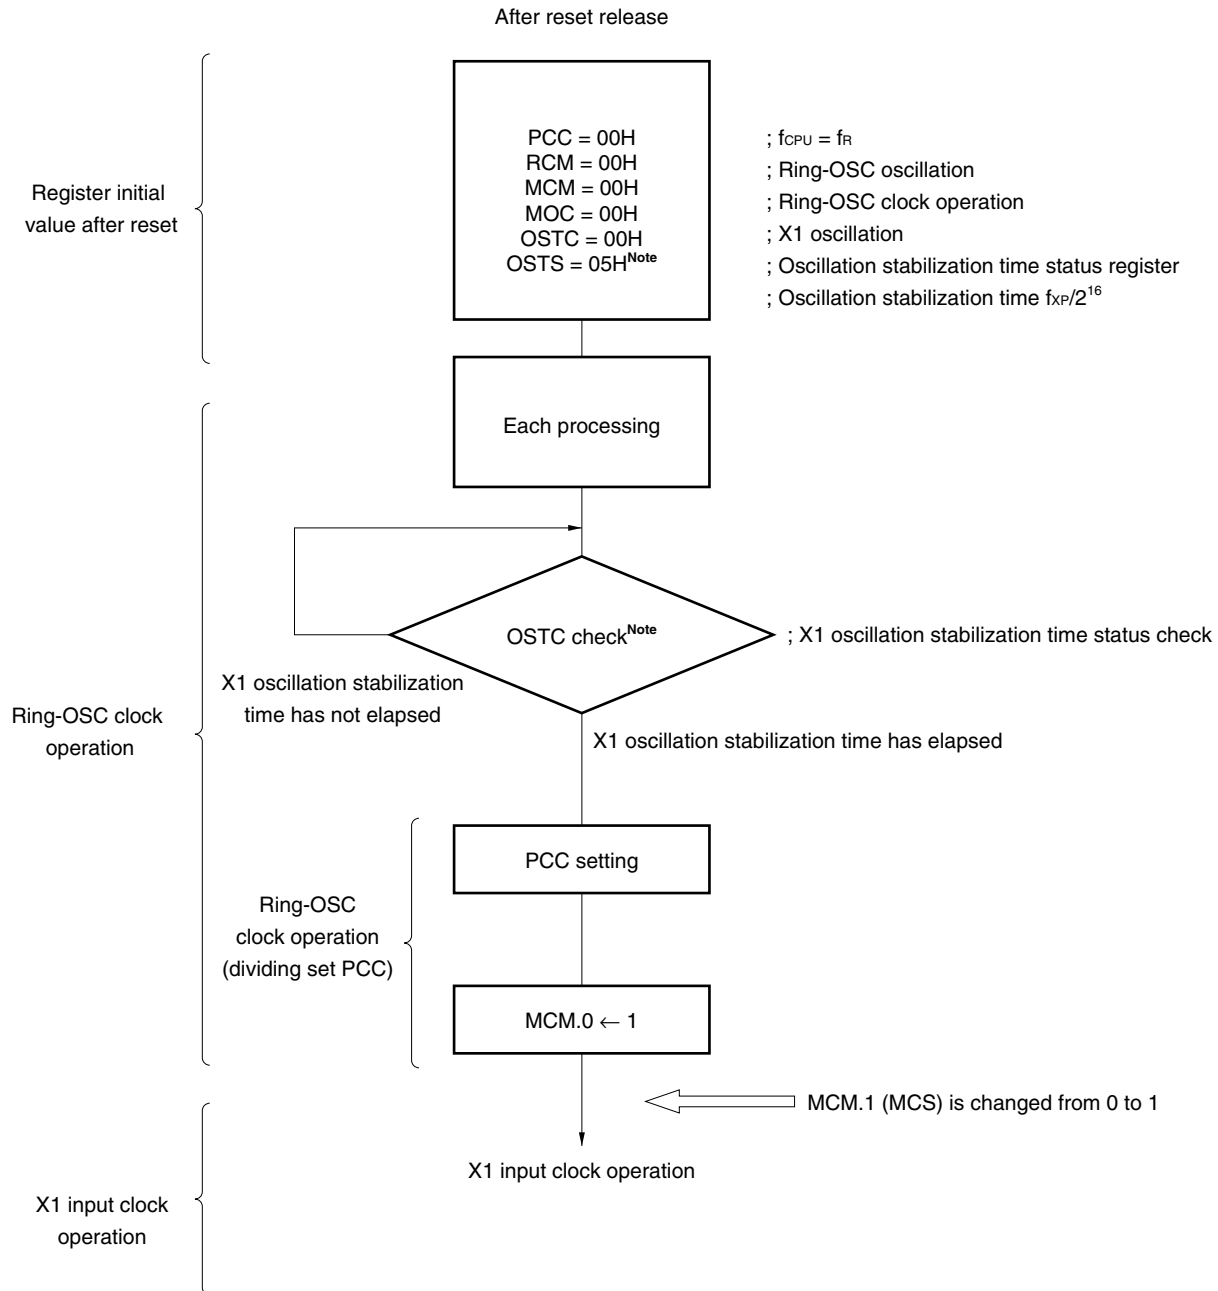 After reset release
Register initial
value after reset
PCC = 00H
RCM = 00H
MCM = 00H
MOC = 00H
OSTC = 00H
OSTS = 05HNote
; fCPU = fR
; Ring-OSC oscillation
; Ring-OSC clock operation
; X1 oscillation
; Oscillation stabilization time status register
; Oscillation stabilization time fXP/2^16
Each processing
Ring-OSC clock
operation
OSTC checkNote
; X1 oscillation stabilization time status check
X1 oscillation stabilization
time has not elapsed
X1 oscillation stabilization time has elapsed
Ring-OSC
clock operation
(dividing set PCC)
PCC setting
MCM.0 ← 1
MCM.1 (MCS) is changed from 0 to 1
X1 input clock operation
X1 input clock
operation